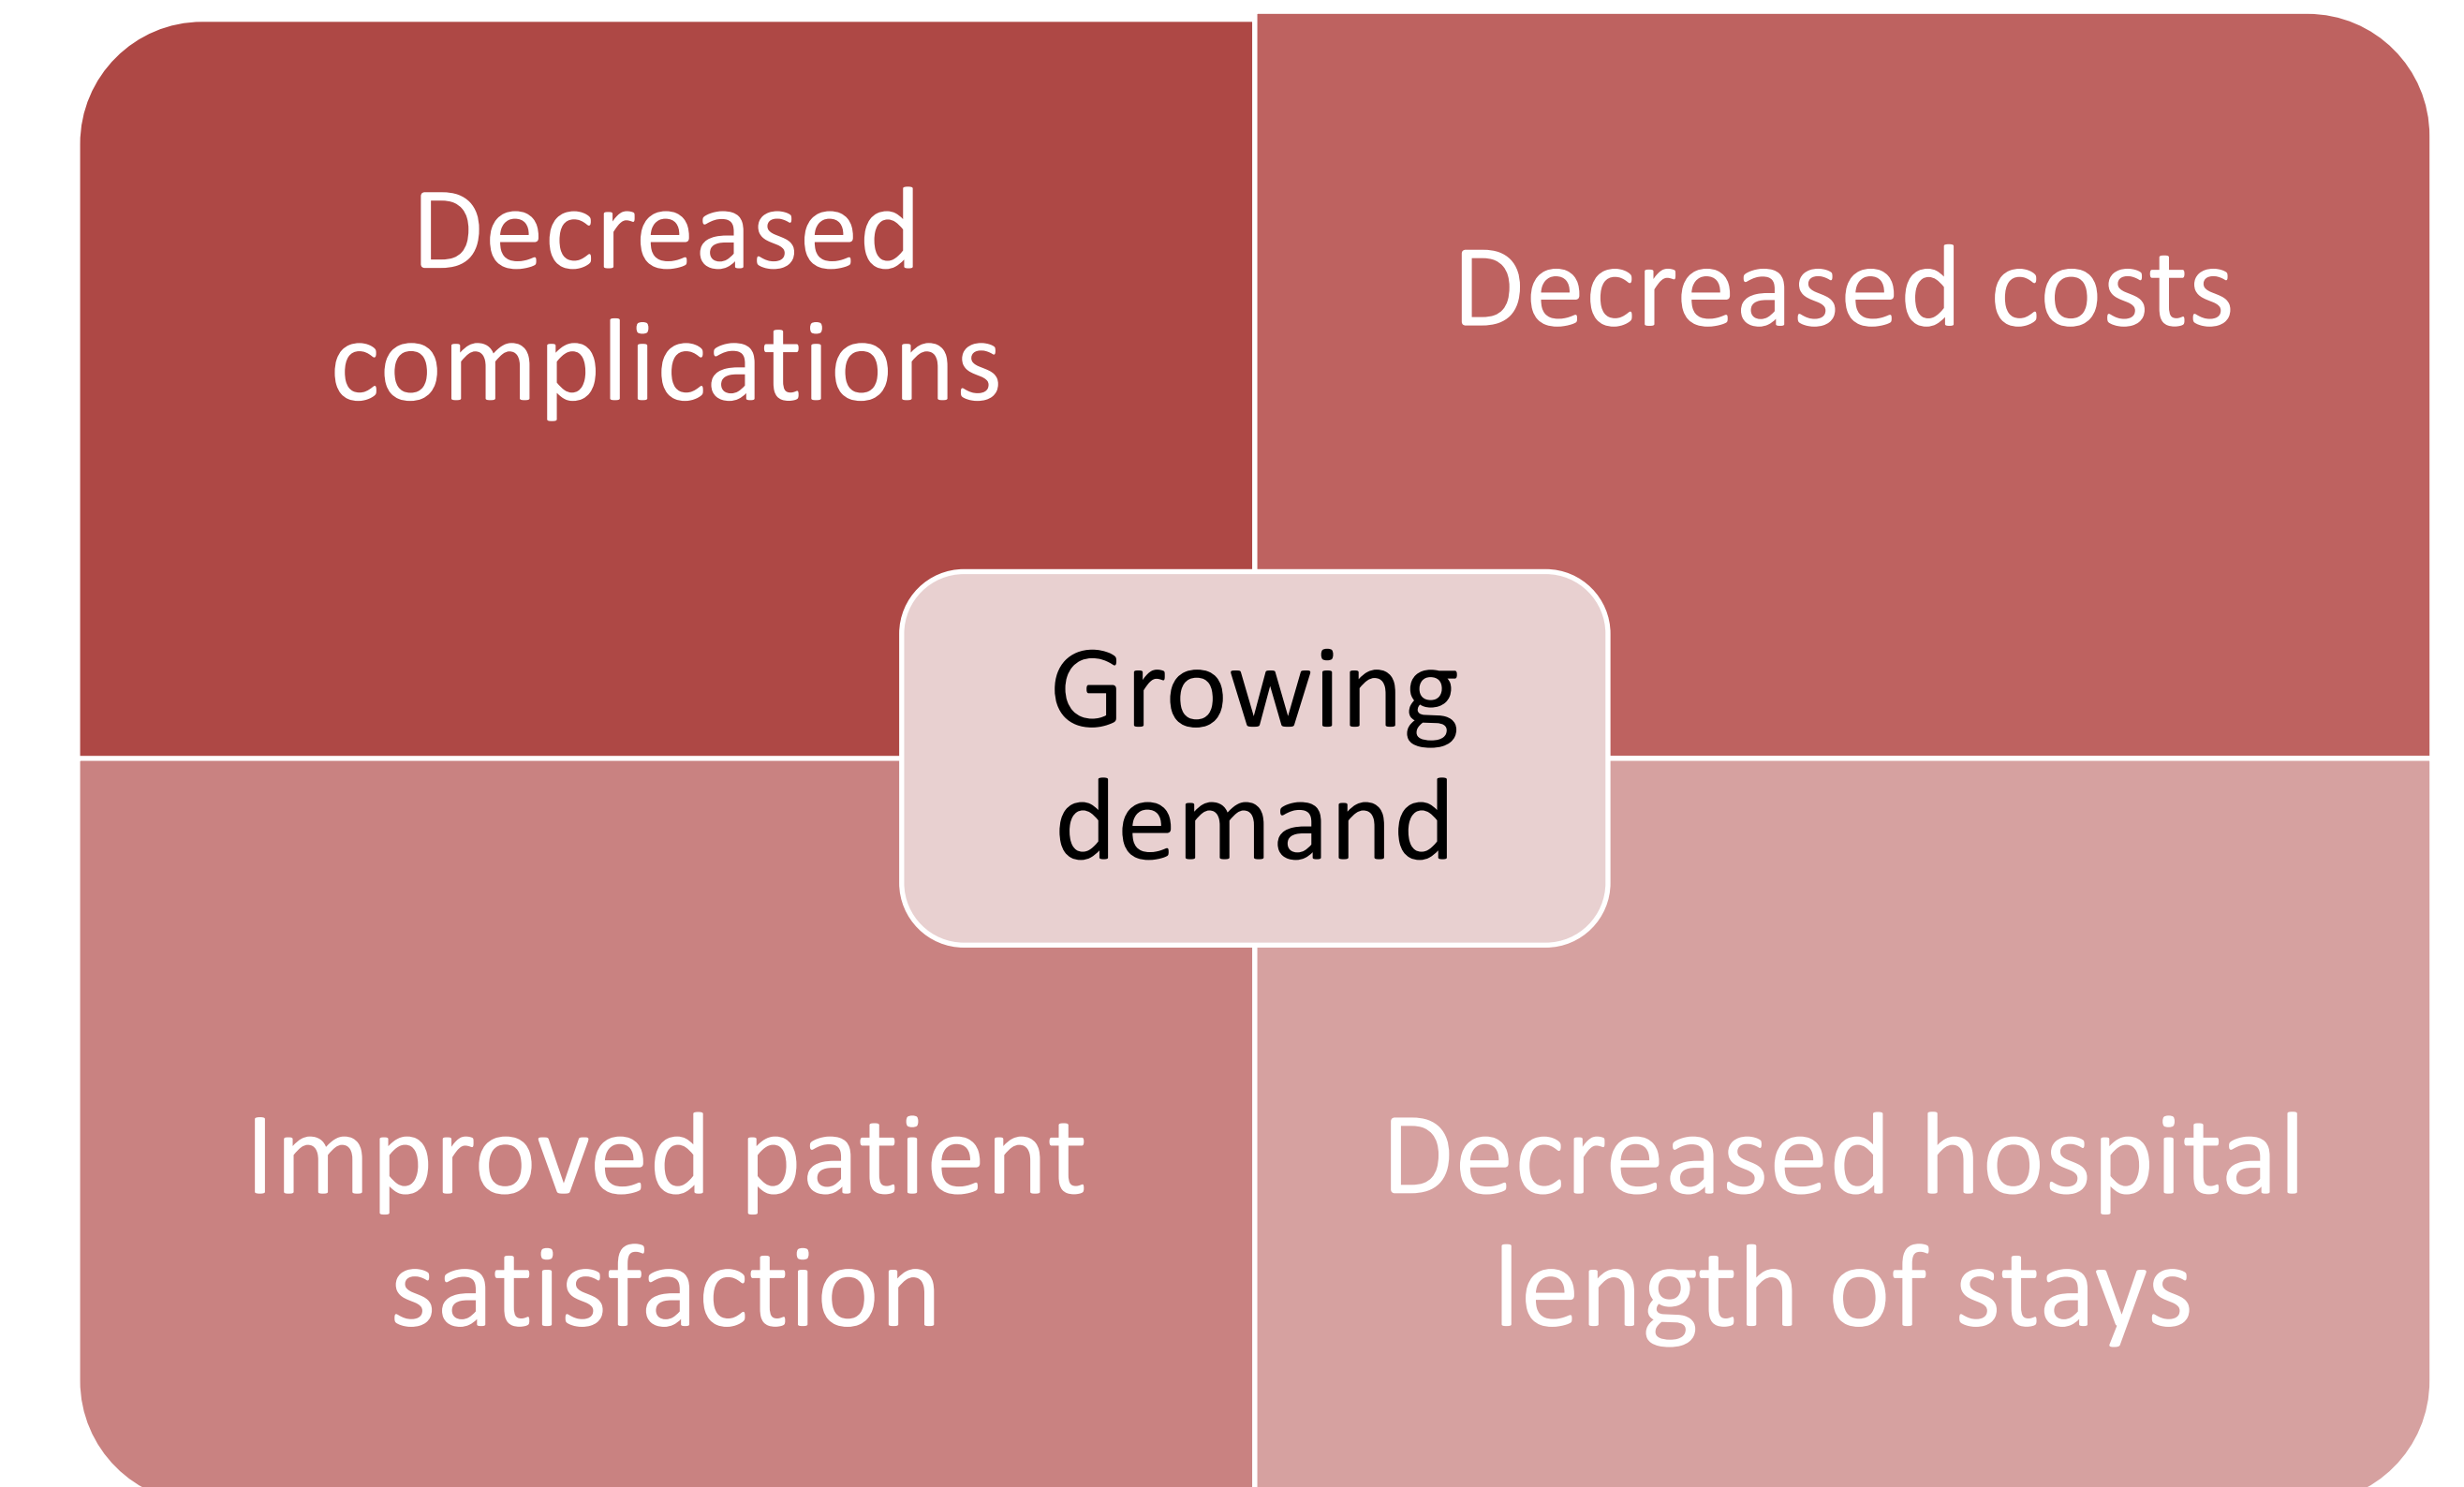 Decreased
complications
Decreased costs
Growing
demand
Improved patient
satisfaction
Decreased hospital
length of stays